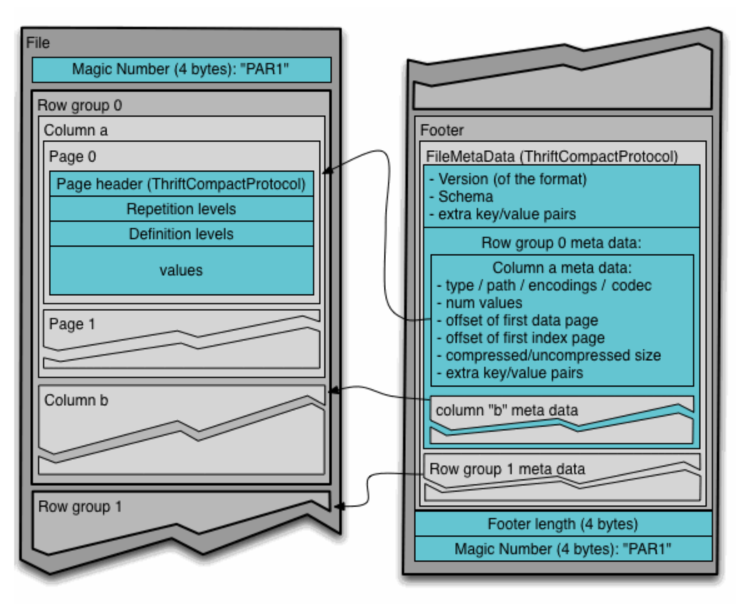 File
Magic Number (4 bytes): "PAR1"
Row group 0
Column a
Page 0
Page header (ThriftCompactProtocol)
Repetition levels
Definition levels
values
Page 1
Column b
Row group 1
Footer
FileMetaData (ThriftCompactProtocol)
- Version (of the format)
- Schema
- extra key/value pairs
Row group 0 meta data:
Column a meta data:
- type / path / encodings / codec
- num values
- offset of first data page
- offset of first index page
- compressed/uncompressed size
- extra key/value pairs
column "b" meta data
Row group 1 meta data
Footer length (4 bytes)
Magic Number (4 bytes): "PAR1"